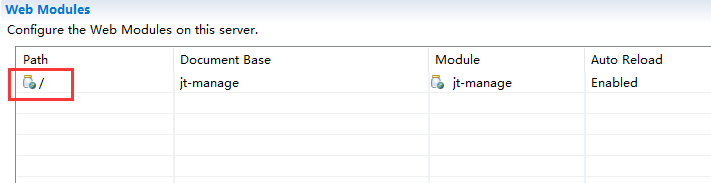 Web Modules
Configure the Web Modules on this server.
Path Document Base Module Auto Reload
/ jt-manage jt-manage Enabled